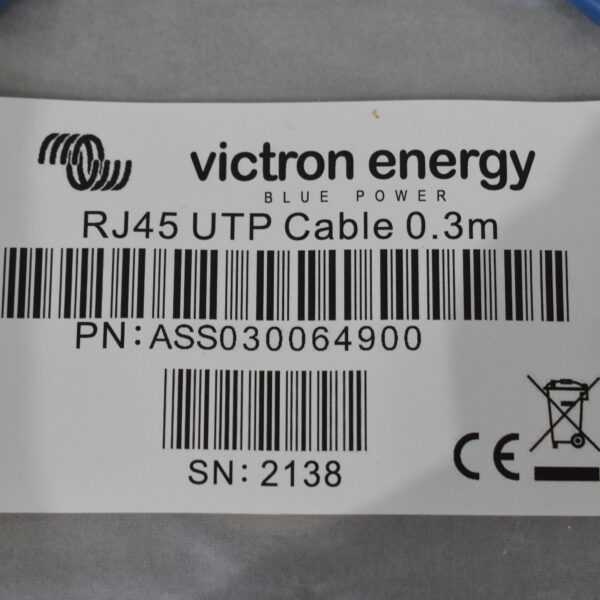 victron energy
BLUE POWER
RJ45 UTP Cable 0.3m
PN: ASS030064900
SN: 2138
CE